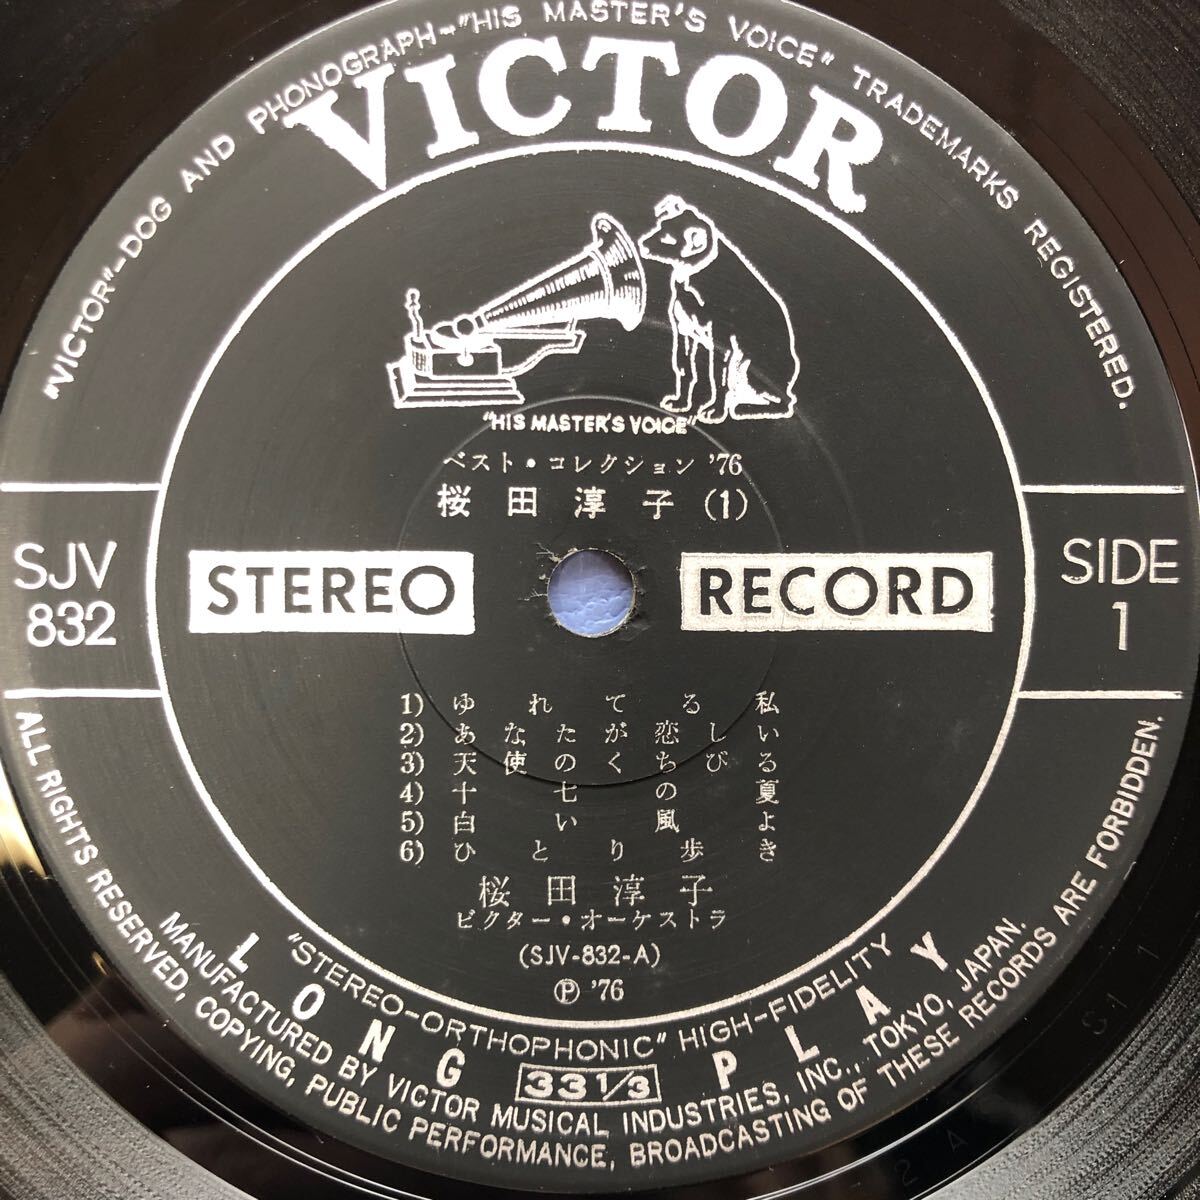 "VICTOR"–DOG AND PHONOGRAPH–"HIS MASTER'S VOICE" TRADEMARKS REGISTERED.
VICTOR
"HIS MASTER'S VOICE"
ベスト・コレクション '76
桜田淳子(1)
SJV
832
STEREO
RECORD
SIDE
1
1) ゆれてる私
2) あなたが恋しいる
3) 天使のくちびる
4) 十七の夏
5) 白い風よ
6) ひとり歩き
桜田淳子
ビクター・オーケストラ
(SJV-832-A)
Ⓟ '76
"STEREO–ORTHOPHONIC" HIGH–FIDELITY
LONG PLAY
33 1/3
MANUFACTURED BY VICTOR MUSICAL INDUSTRIES, INC., TOKYO, JAPAN.
ALL RIGHTS RESERVED, COPYING, PUBLIC PERFORMANCE, BROADCASTING OF THESE RECORDS ARE FORBIDDEN.